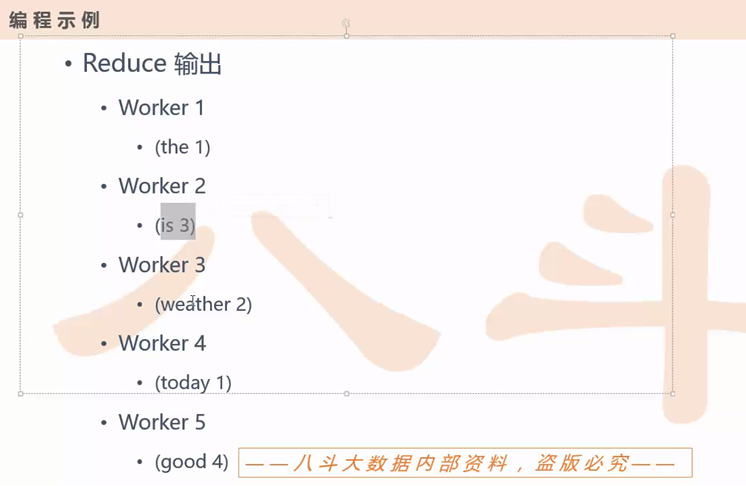 编程示例
• Reduce 输出
• Worker 1
• (the 1)
• Worker 2
• (is 3)
• Worker 3
• (weather 2)
• Worker 4
• (today 1)
• Worker 5
• (good 4)
——八斗大数据内部资料，盗版必究——
八斗